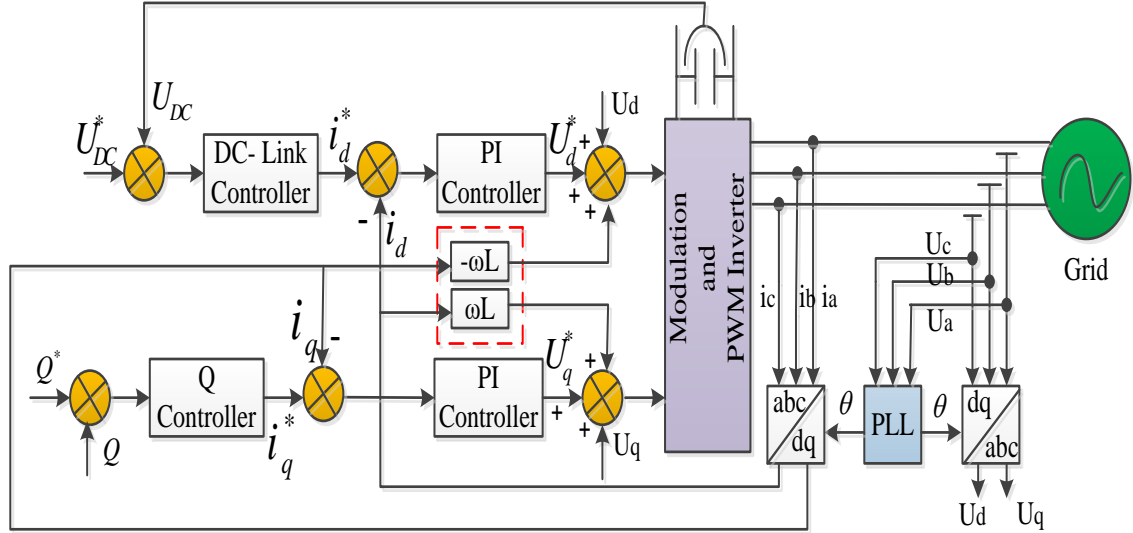 U_DC
U*_DC
DC- Link
Controller
i*_d
-
i_d
PI
Controller
U*_d
U_d
+
+
+
-ωL
ωL
Modulation
and
PWM Inverter
ic
ib
ia
Uc
Ub
Ua
Grid
Q*
Q
Q
Controller
i*_q
i_q
-
PI
Controller
U*_q
+
+
+
Uq
abc
dq
θ
PLL
θ
dq
abc
Ud
Uq